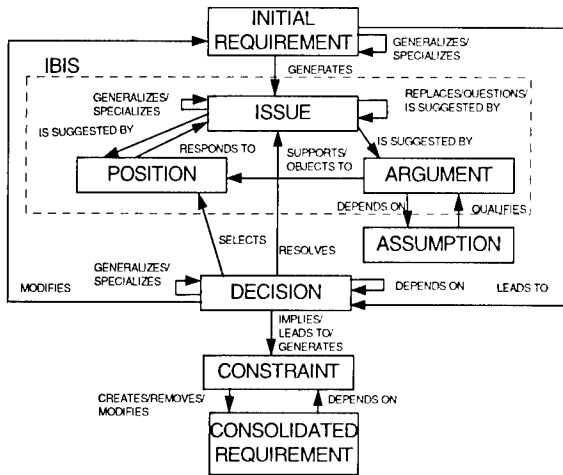 INITIAL
REQUIREMENT
GENERALIZES/
SPECIALIZES
IBIS
GENERATES
GENERALIZES/
SPECIALIZES
ISSUE
REPLACES/QUESTIONS/
IS SUGGESTED BY
IS SUGGESTED BY
IS SUGGESTED BY
RESPONDS TO
SUPPORTS/
OBJECTS TO
POSITION
ARGUMENT
DEPENDS ON
QUALIFIES
ASSUMPTION
SELECTS
RESOLVES
GENERALIZES/
SPECIALIZES
MODIFIES
DECISION
DEPENDS ON
LEADS TO
IMPLIES/
LEADS TO/
GENERATES
CONSTRAINT
CREATES/REMOVES/
MODIFIES
DEPENDS ON
CONSOLIDATED
REQUIREMENT